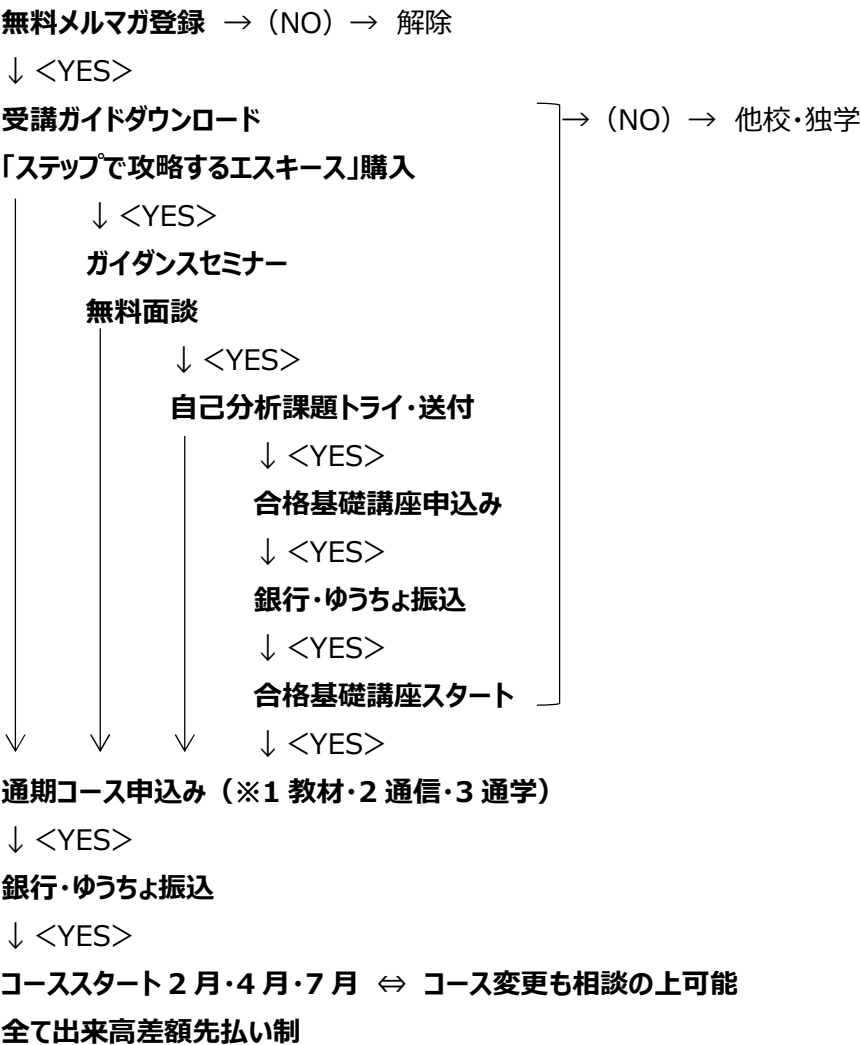 無料メルマガ登録 → （NO） → 解除
↓ ＜YES＞
受講ガイドダウンロード → （NO） → 他校・独学
「ステップで攻略するエスキース」購入
↓ ＜YES＞
ガイダンスセミナー
無料面談
↓ ＜YES＞
自己分析課題トライ・送付
↓ ＜YES＞
合格基礎講座申込み
↓ ＜YES＞
銀行・ゆうちょ振込
↓ ＜YES＞
合格基礎講座スタート
↓ ＜YES＞
通期コース申込み（※1 教材・2 通信・3 通学）
↓ ＜YES＞
銀行・ゆうちょ振込
↓ ＜YES＞
コーススタート 2 月・4 月・7 月 ⇔ コース変更も相談の上可能
全て出来高差額先払い制